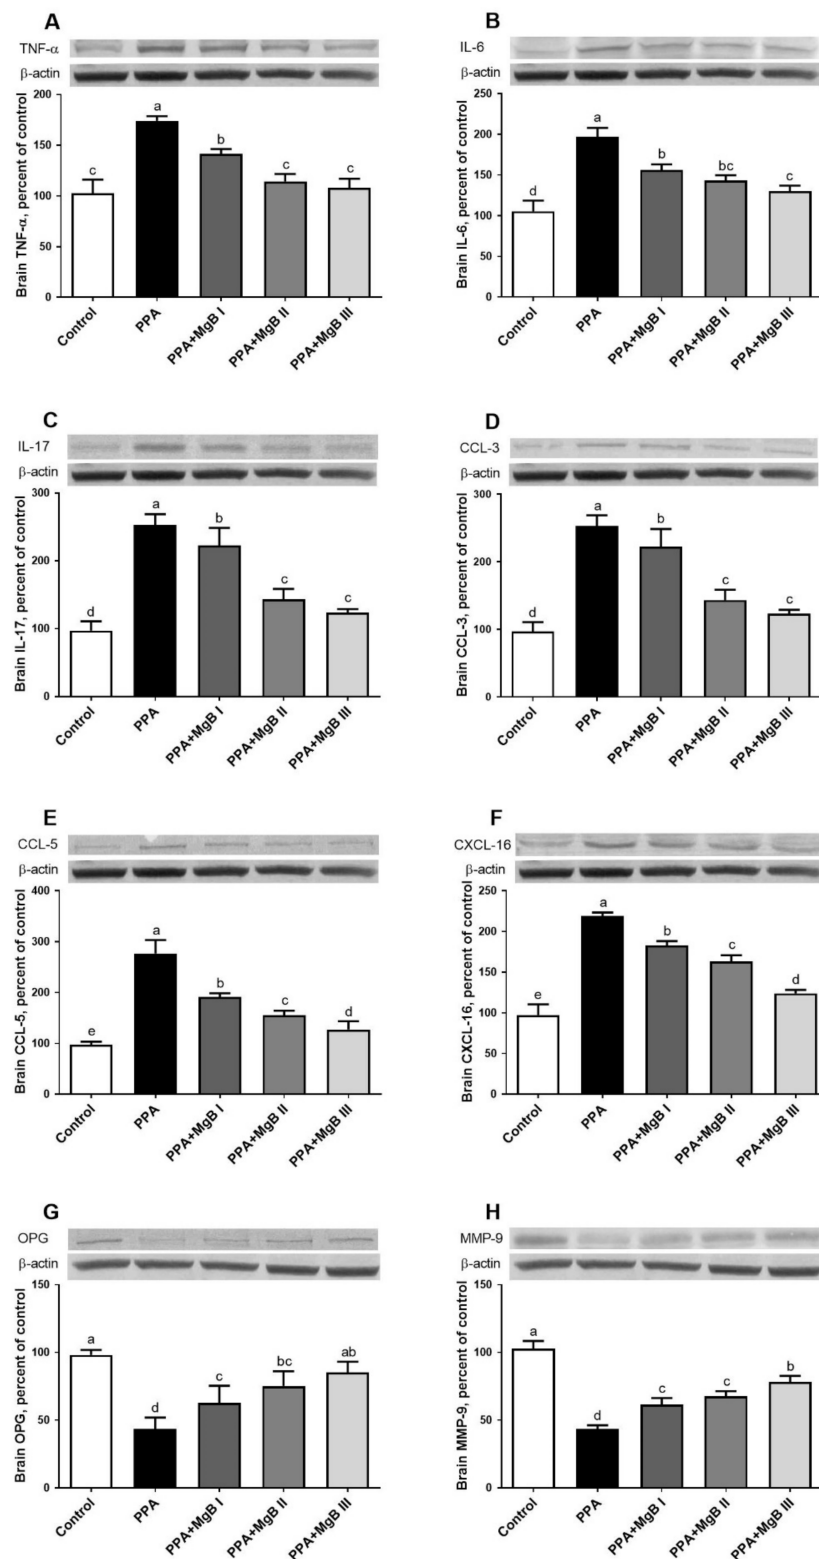 A
TNF-α
β-actin
Brain TNF-α, percent of control
200
150
100
50
0
c
a
b
c
c
Control
PPA
PPA+MgB I
PPA+MgB II
PPA+MgB III
B
IL-6
β-actin
Brain IL-6, percent of control
250
200
150
100
50
0
d
a
b
bc
c
Control
PPA
PPA+MgB I
PPA+MgB II
PPA+MgB III
C
IL-17
β-actin
Brain IL-17, percent of control
300
200
100
0
d
a
b
c
c
Control
PPA
PPA+MgB I
PPA+MgB II
PPA+MgB III
D
CCL-3
β-actin
Brain CCL-3, percent of control
300
200
100
0
d
a
b
c
c
Control
PPA
PPA+MgB I
PPA+MgB II
PPA+MgB III
E
CCL-5
β-actin
Brain CCL-5, percent of control
400
300
200
100
0
e
a
b
c
d
Control
PPA
PPA+MgB I
PPA+MgB II
PPA+MgB III
F
CXCL-16
β-actin
Brain CXCL-16, percent of control
250
200
150
100
50
0
e
a
b
c
d
Control
PPA
PPA+MgB I
PPA+MgB II
PPA+MgB III
G
OPG
β-actin
Brain OPG, percent of control
150
100
50
0
a
d
c
bc
ab
Control
PPA
PPA+MgB I
PPA+MgB II
PPA+MgB III
H
MMP-9
β-actin
Brain MMP-9, percent of control
150
100
50
0
a
d
c
c
b
Control
PPA
PPA+MgB I
PPA+MgB II
PPA+MgB III